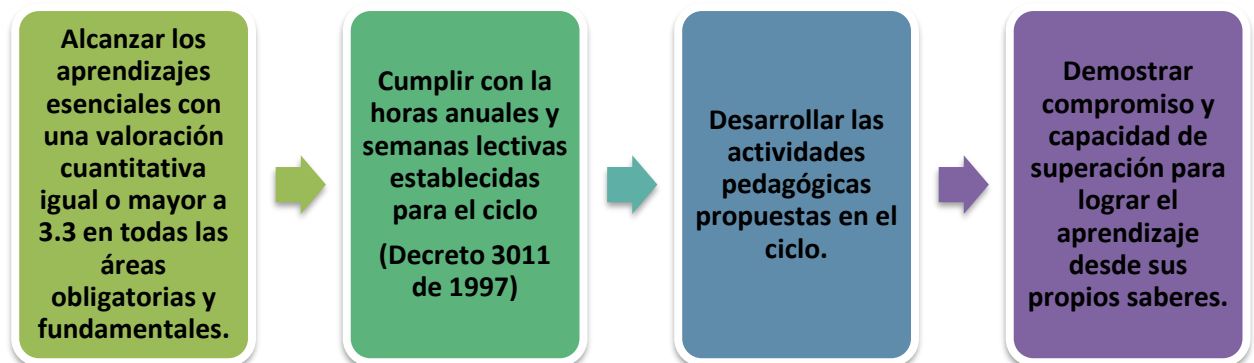 Alcanzar los
aprendizajes
esenciales con
una valoración
cuantitativa
igual o mayor a
3.3 en todas las
áreas
obligatorias y
fundamentales.
Cumplir con la
horas anuales y
semanas lectivas
establecidas
para el ciclo
(Decreto 3011
de 1997)
Desarrollar las
actividades
pedagógicas
propuestas en el
ciclo.
Demostrar
compromiso y
capacidad de
superación para
lograr el
aprendizaje
desde sus
propios saberes.